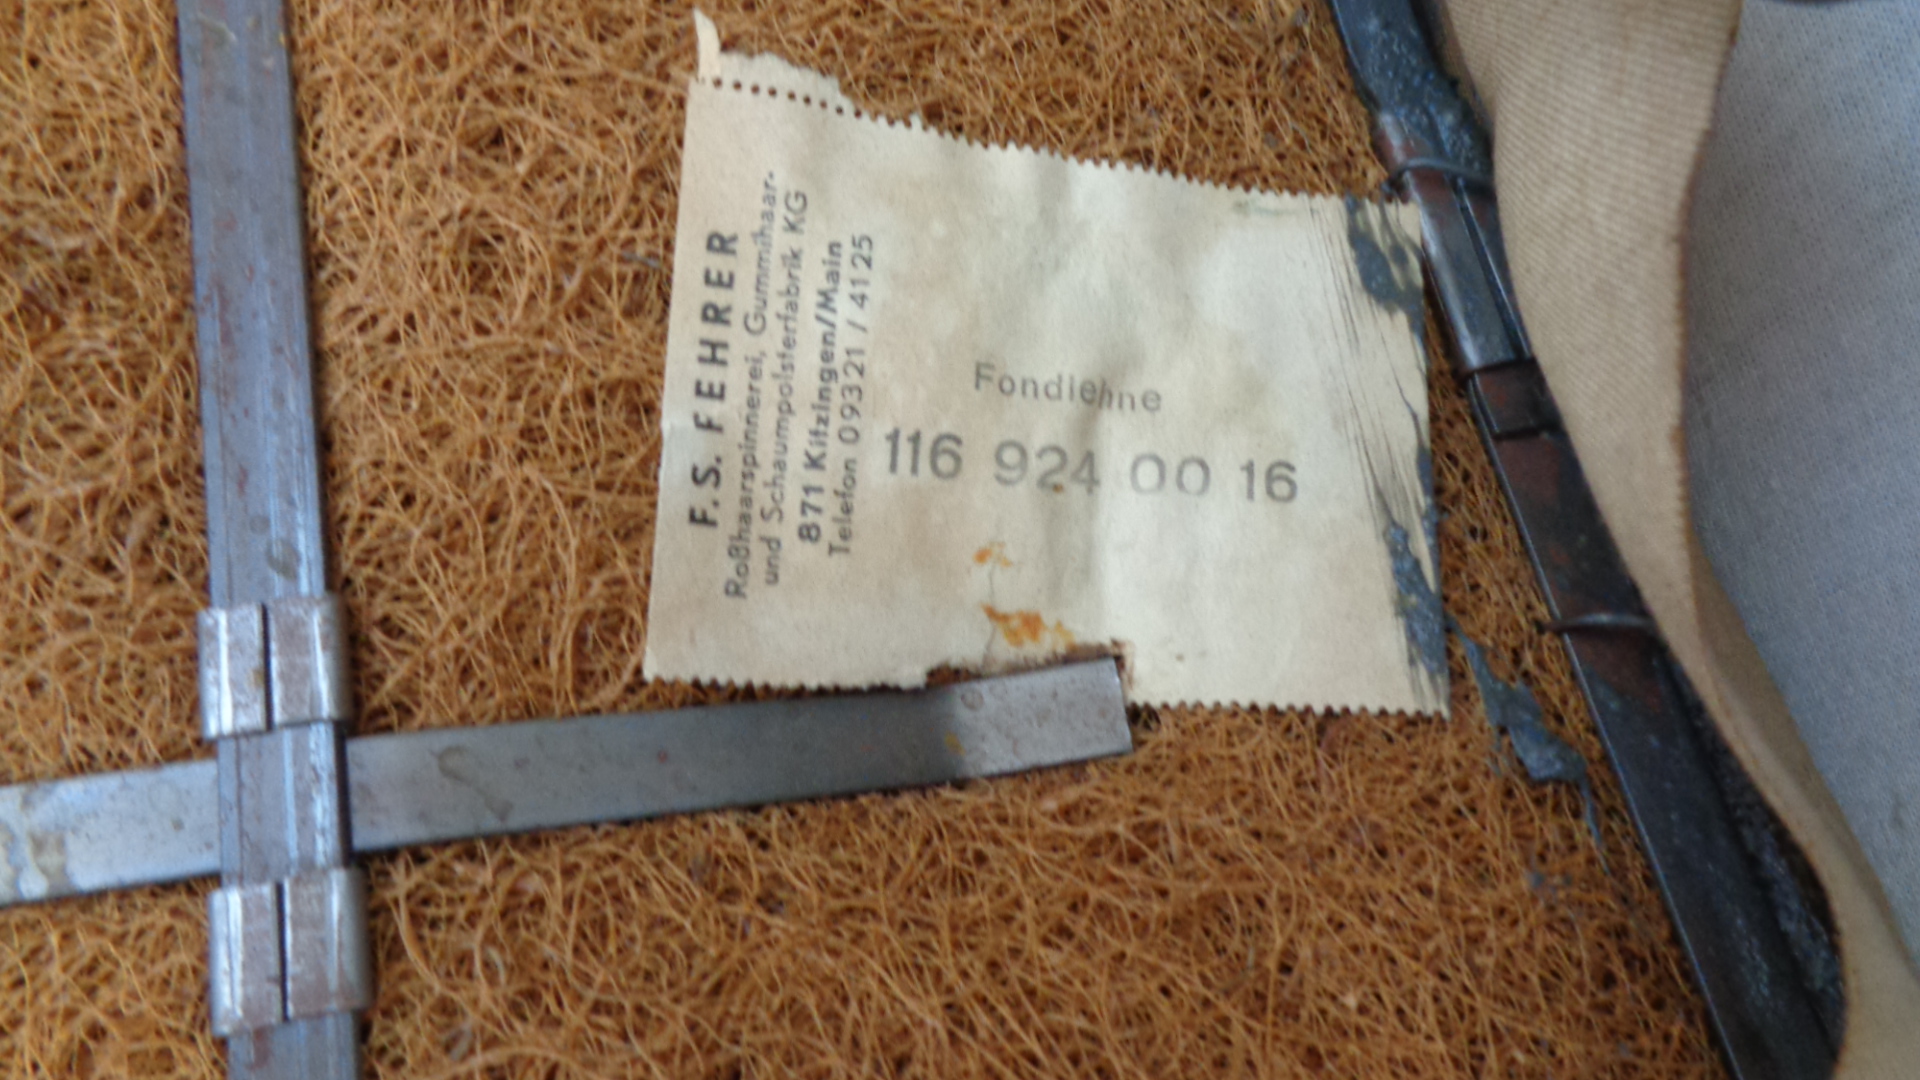 F.S. FEHRER
Roßhaarspinnerei, Gummihaar-
und Schaumpolsterfabrik KG
871 Kitzingen/Main
Telefon 09321 / 4125
Fondlehne
116 924 00 16